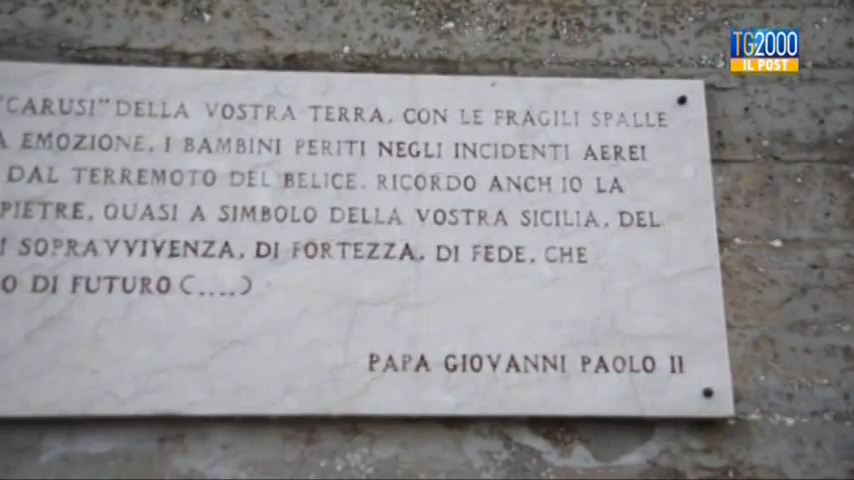 TG2000
IL POST
"CARUSI" DELLA VOSTRA TERRA, CON LE FRAGILI SPALLE
A EMOZIONE, I BAMBINI PERITI NEGLI INCIDENTI AEREI
DAL TERREMOTO DEL BELICE. RICORDO ANCH IO LA
PIETRE, QUASI A SIMBOLO DELLA VOSTRA SICILIA, DEL
I SOPRAVVIVENZA, DI FORTEZZA, DI FEDE, CHE
O DI FUTURO (....)
PAPA GIOVANNI PAOLO II